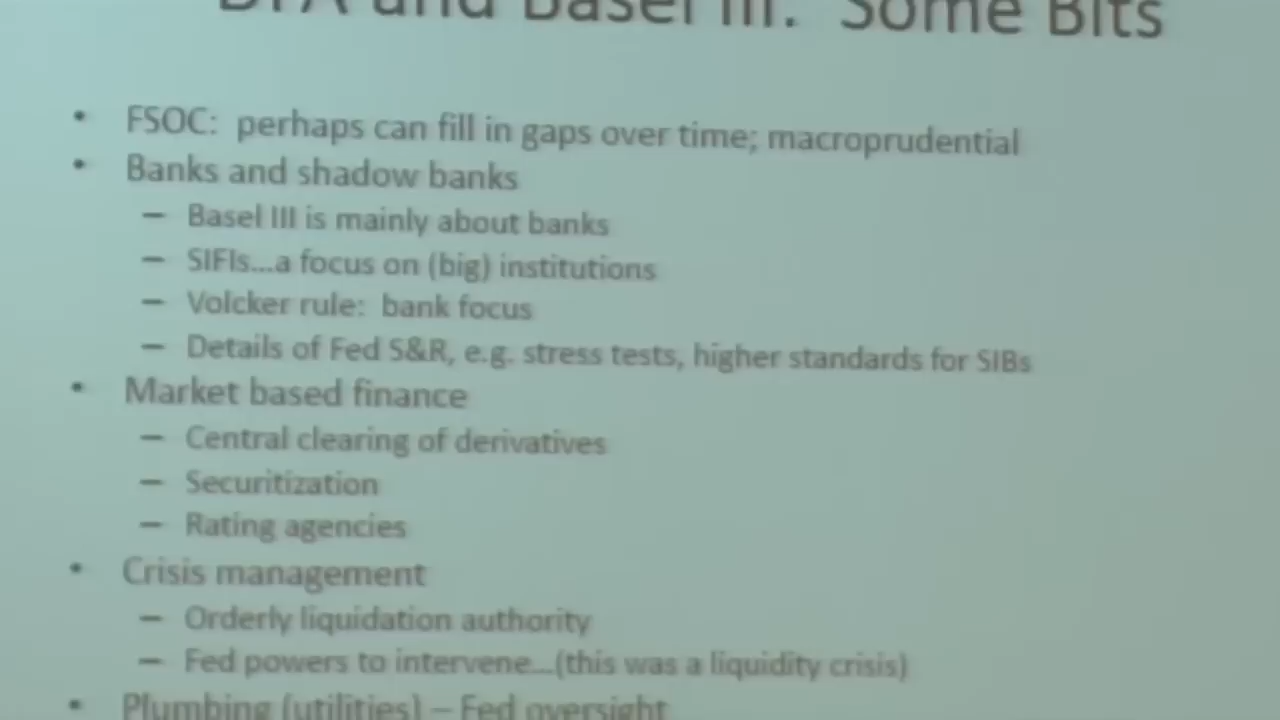 DFA and Basel III: Some Bits
• FSOC: perhaps can fill in gaps over time; macroprudential
• Banks and shadow banks
– Basel III is mainly about banks
– SIFIs...a focus on (big) institutions
– Volcker rule: bank focus
– Details of Fed S&R, e.g. stress tests, higher standards for SIBs
• Market based finance
– Central clearing of derivatives
– Securitization
– Rating agencies
• Crisis management
– Orderly liquidation authority
– Fed powers to intervene...(this was a liquidity crisis)
• Plumbing (utilities) – Fed oversight